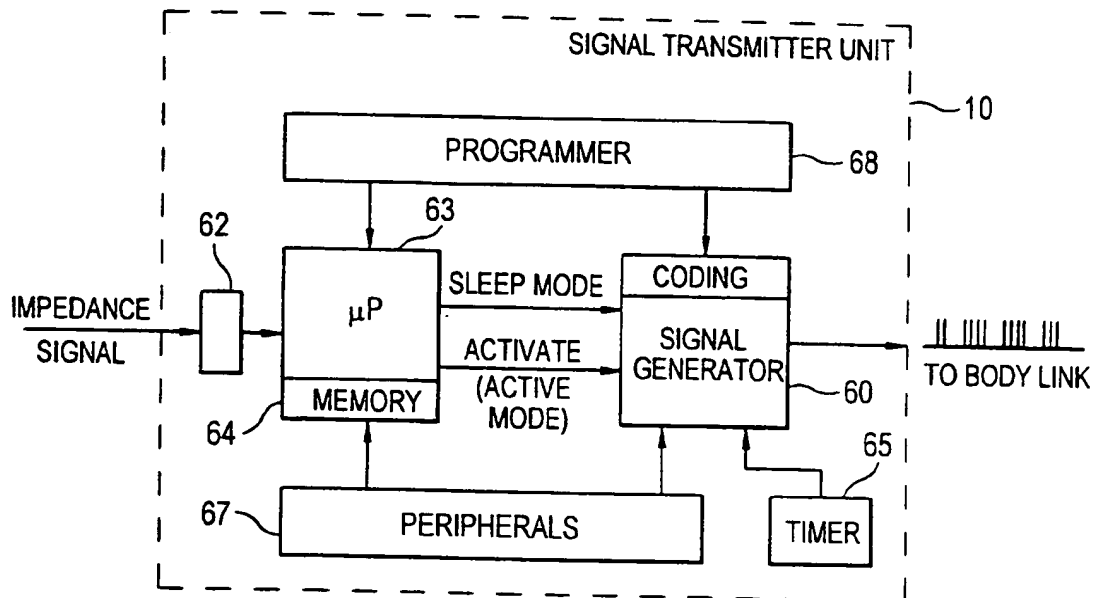 SIGNAL TRANSMITTER UNIT
10
PROGRAMMER
68
62
63
IMPEDANCE
SIGNAL
μP
MEMORY
64
SLEEP MODE
ACTIVATE
(ACTIVE
MODE)
CODING
SIGNAL
GENERATOR
60
TO BODY LINK
65
TIMER
67
PERIPHERALS